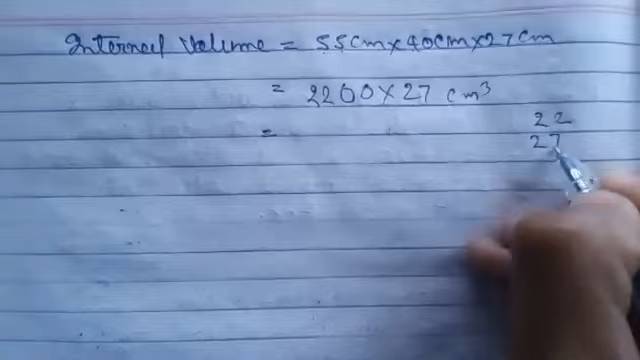 Internal Volume = 55cm×40cm×27cm
= 2200×27 cm³
=
22
27